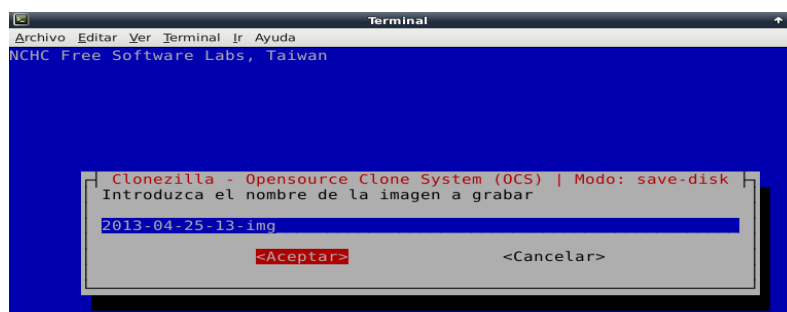 Terminal
Archivo Editar Ver Terminal Ir Ayuda
NCHC Free Software Labs, Taiwan
Clonezilla - Opensource Clone System (OCS) | Modo: save-disk
Introduzca el nombre de la imagen a grabar
2013-04-25-13-img
<Aceptar> <Cancelar>